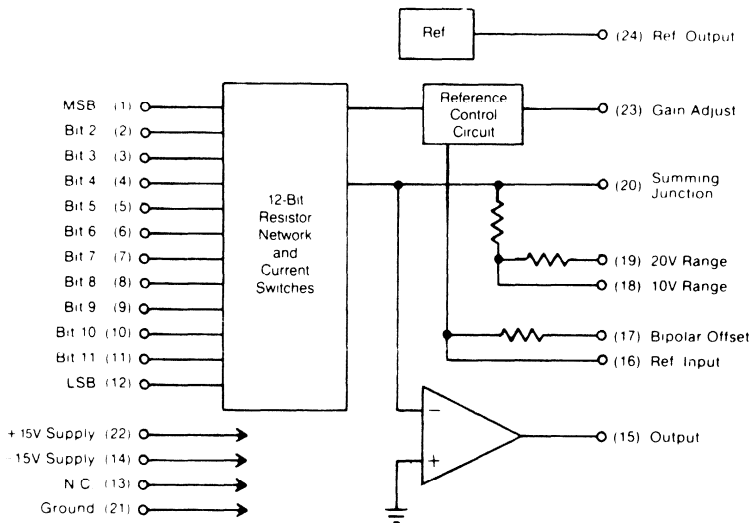 Ref
(24) Ref Output
MSB (1)
Bit 2 (2)
Bit 3 (3)
Bit 4 (4)
Bit 5 (5)
Bit 6 (6)
Bit 7 (7)
Bit 8 (8)
Bit 9 (9)
Bit 10 (10)
Bit 11 (11)
LSB (12)
12-Bit
Resistor
Network
and
Current
Switches
Reference
Control
Circuit
(23) Gain Adjust
(20) Summing
Junction
(19) 20V Range
(18) 10V Range
(17) Bipolar Offset
(16) Ref Input
−
+
(15) Output
+15V Supply (22)
-15V Supply (14)
N C (13)
Ground (21)